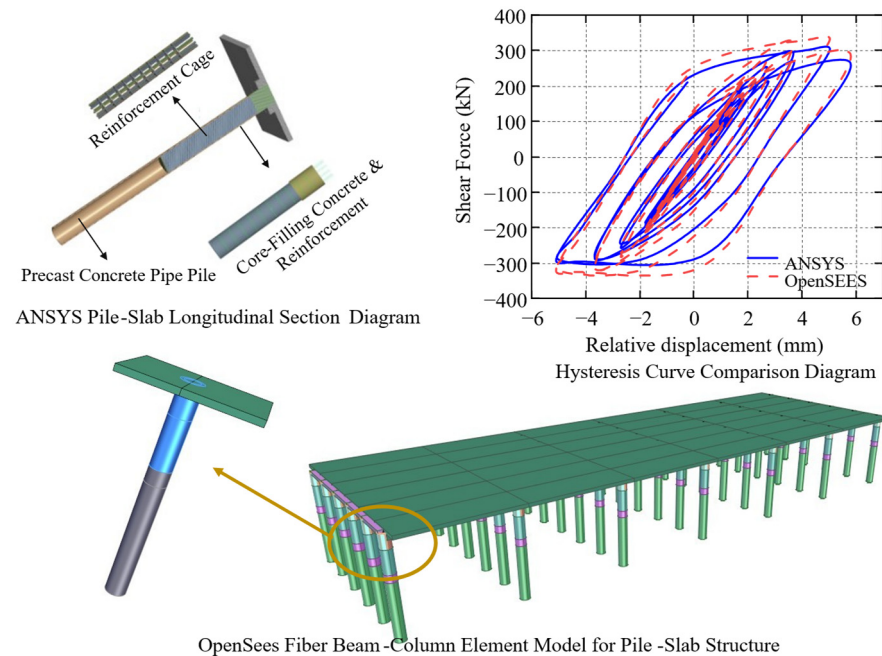 Reinforcement Cage
Core-Filling Concrete &
Reinforcement
Precast Concrete Pipe Pile
ANSYS Pile-Slab Longitudinal Section Diagram
400
300
200
100
0
−100
−200
−300
−400
Shear Force (kN)
ANSYS
OpenSEES
−6 −4 −2 0 2 4 6
Relative displacement (mm)
Hysteresis Curve Comparison Diagram
OpenSees Fiber Beam-Column Element Model for Pile-Slab Structure